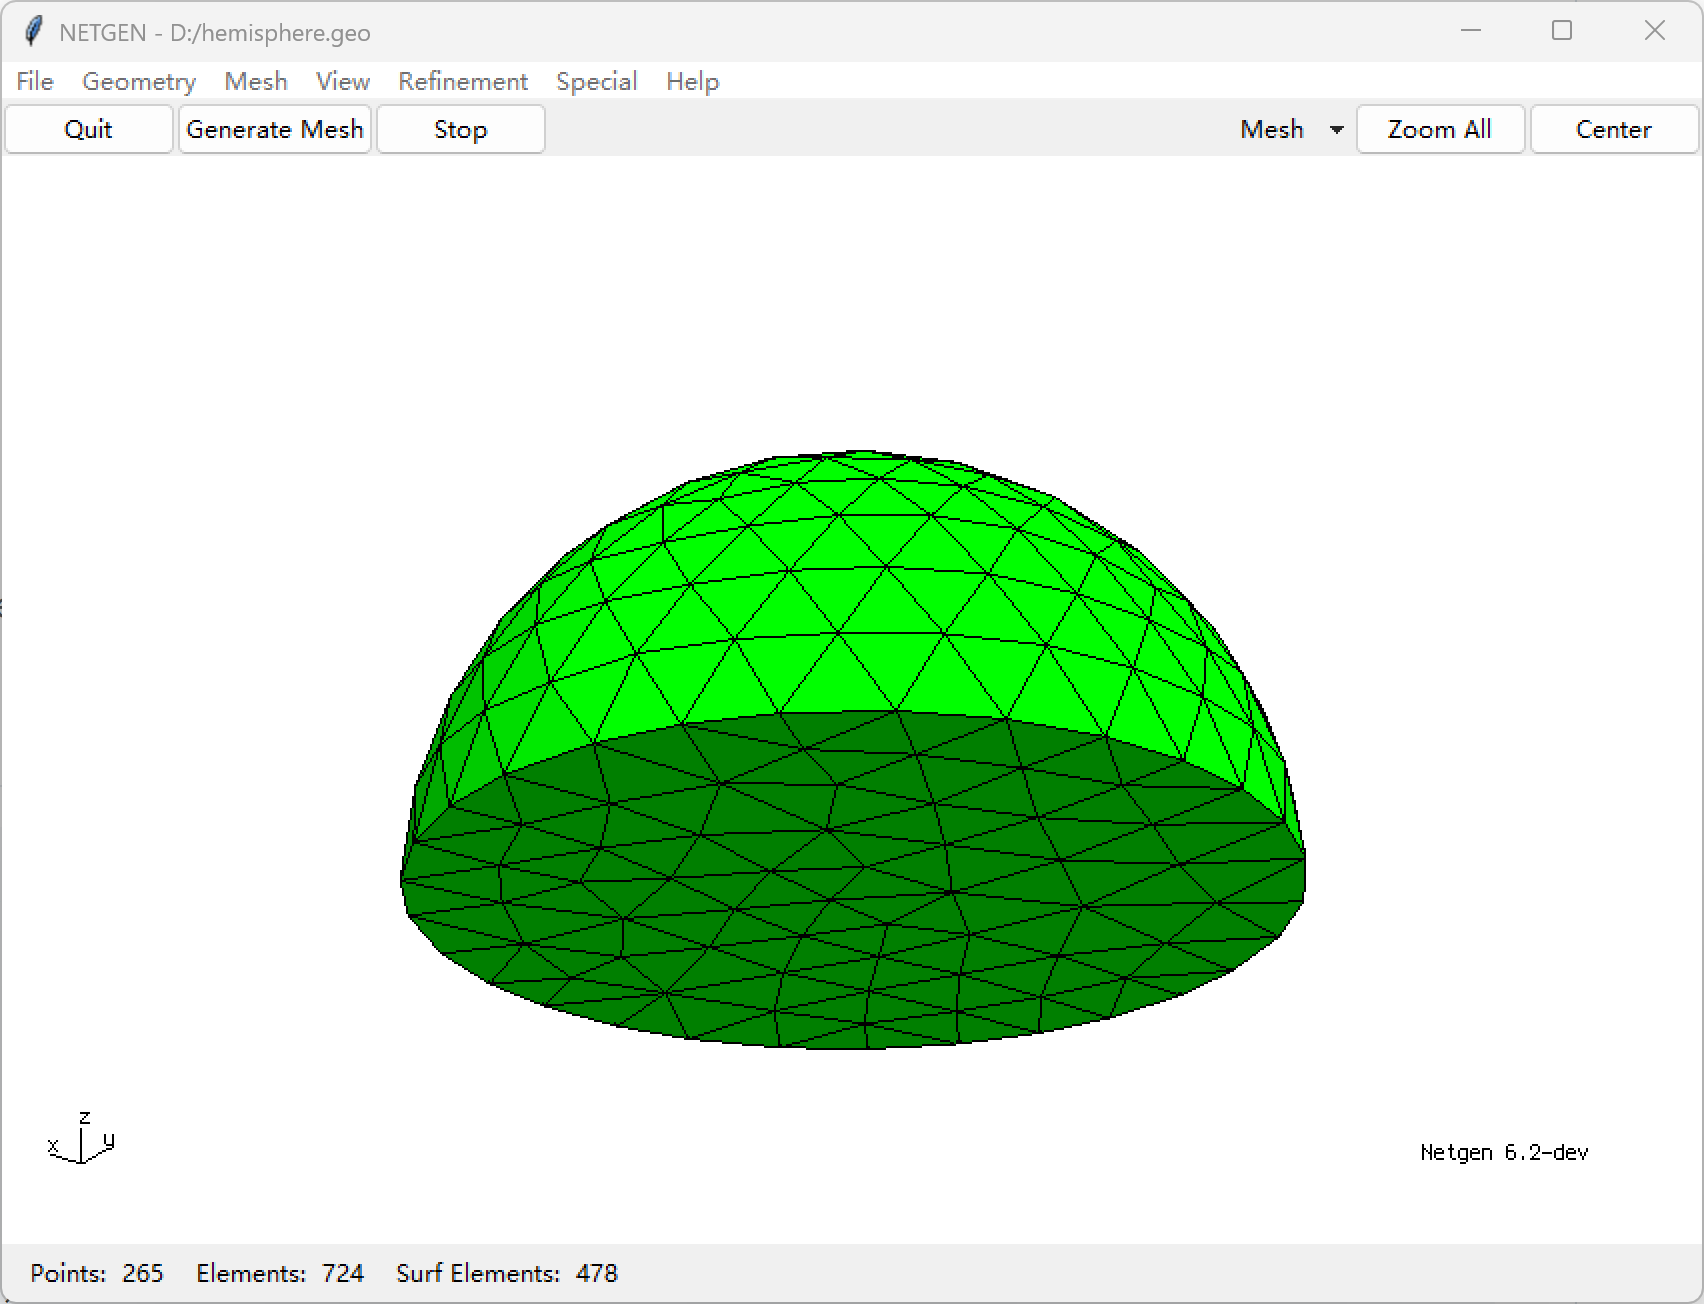 NETGEN - D:/hemisphere.geo
File Geometry Mesh View Refinement Special Help
Quit Generate Mesh Stop Mesh Zoom All Center
z
x y
Netgen 6.2-dev
Points: 265 Elements: 724 Surf Elements: 478